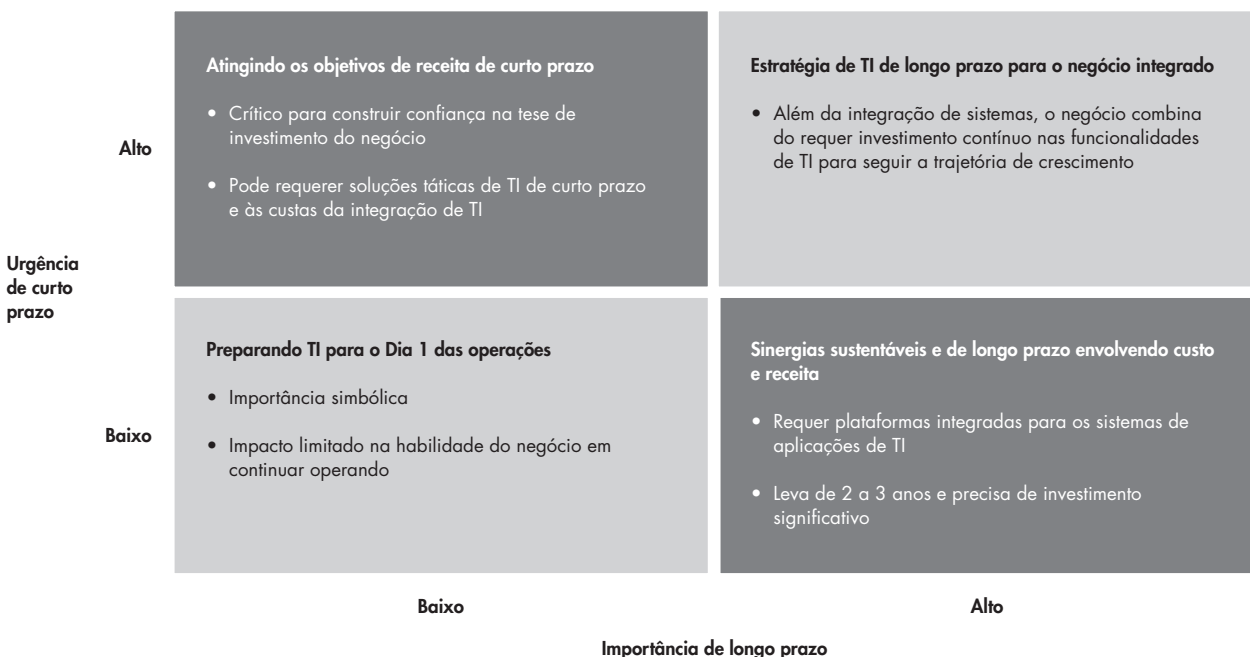 Atingindo os objetivos de receita de curto prazo
• Crítico para construir confiança na tese de
investimento do negócio
• Pode requerer soluções táticas de TI de curto prazo
e às custas da integração de TI
Estratégia de TI de longo prazo para o negócio integrado
• Além da integração de sistemas, o negócio combina
do requer investimento contínuo nas funcionalidades
de TI para seguir a trajetória de crescimento
Alto
Urgência
de curto
prazo
Preparando TI para o Dia 1 das operações
• Importância simbólica
• Impacto limitado na habilidade do negócio em
continuar operando
Sinergias sustentáveis e de longo prazo envolvendo custo
e receita
• Requer plataformas integradas para os sistemas de
aplicações de TI
• Leva de 2 a 3 anos e precisa de investimento
significativo
Baixo
Baixo
Alto
Importância de longo prazo